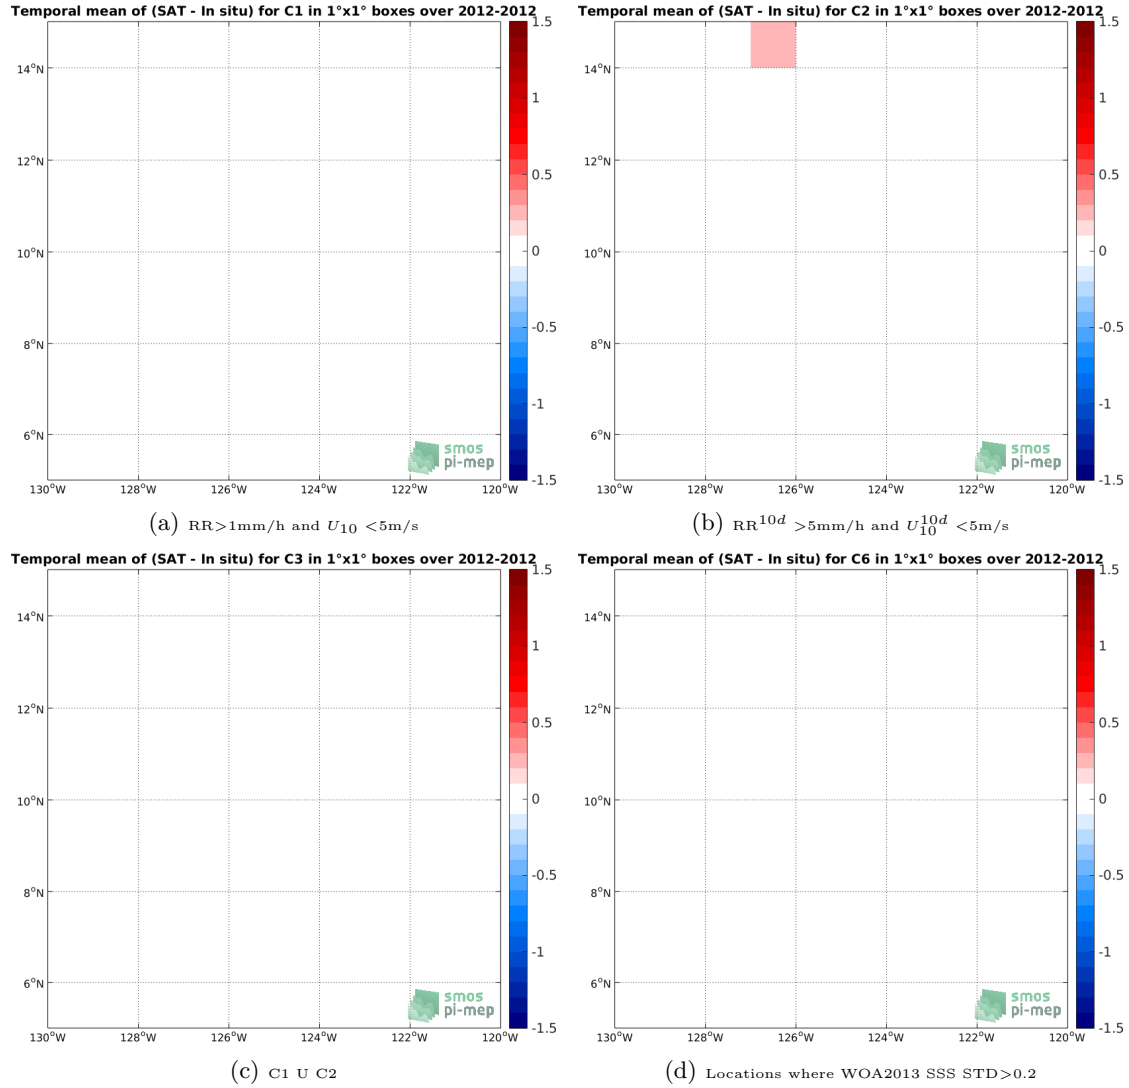 Temporal mean of (SAT - In situ) for C1 in 1°x1° boxes over 2012-2012
1.5
1
0.5
0
-0.5
-1
-1.5
14°N
12°N
10°N
8°N
6°N
130°W 128°W 126°W 124°W 122°W 120°W
smos
pi-mep
(a) RR>1mm/h and U10 <5m/s
Temporal mean of (SAT - In situ) for C2 in 1°x1° boxes over 2012-2012
1.5
1
0.5
0
-0.5
-1
-1.5
14°N
12°N
10°N
8°N
6°N
130°W 128°W 126°W 124°W 122°W 120°W
smos
pi-mep
(b) RR^10d >5mm/h and U_10^10d <5m/s
Temporal mean of (SAT - In situ) for C3 in 1°x1° boxes over 2012-2012
1.5
1
0.5
0
-0.5
-1
-1.5
14°N
12°N
10°N
8°N
6°N
130°W 128°W 126°W 124°W 122°W 120°W
smos
pi-mep
(c) C1 U C2
Temporal mean of (SAT - In situ) for C6 in 1°x1° boxes over 2012-2012
1.5
1
0.5
0
-0.5
-1
-1.5
14°N
12°N
10°N
8°N
6°N
130°W 128°W 126°W 124°W 122°W 120°W
smos
pi-mep
(d) Locations where WOA2013 SSS STD>0.2